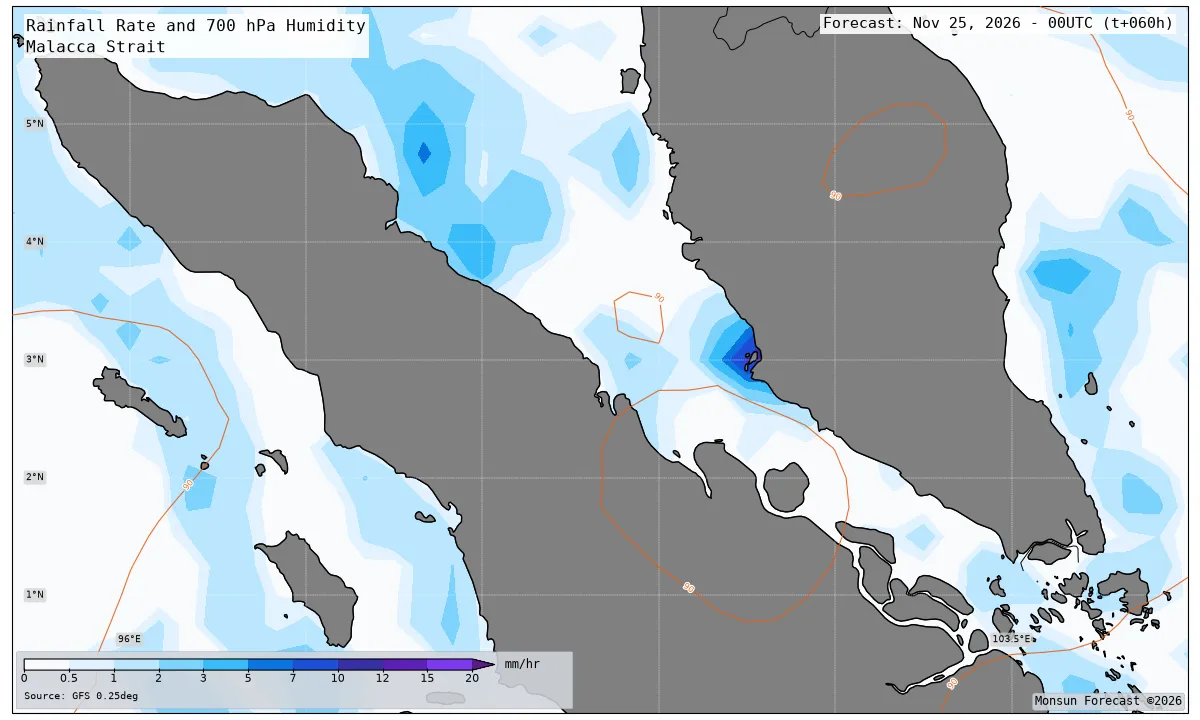 Rainfall Rate and 700 hPa Humidity
Malacca Strait
Forecast: Nov 25, 2026 - 00UTC (t+060h)
90
5°N
90
4°N
90
3°N
2°N
90
90
1°N
96°E
103.5°E
90
mm/hr
0 0.5 1 2 3 5 7 10 12 15 20
Source: GFS 0.25deg
Monsun Forecast ©2026